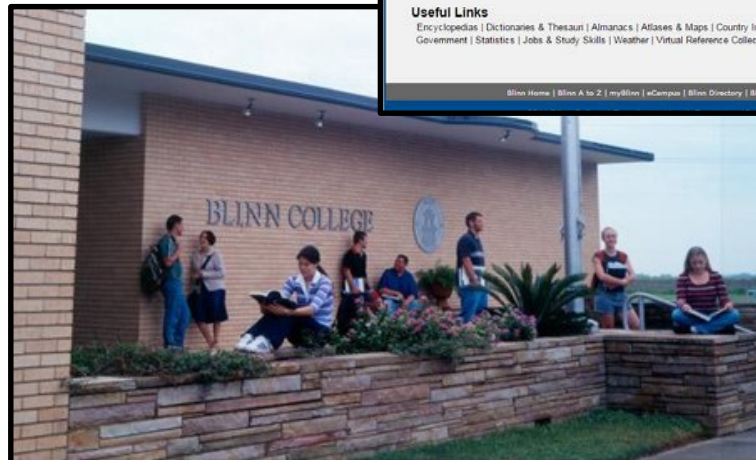 Useful Links
Encyclopedias | Dictionaries & Thesauri | Almanacs | Atlases & Maps | Country
Government | Statistics | Jobs & Study Skills | Weather | Virtual Reference
Blinn Home | Blinn A to Z | myBlinn | eCampus | Blinn Directory |
BLINN COLLEGE